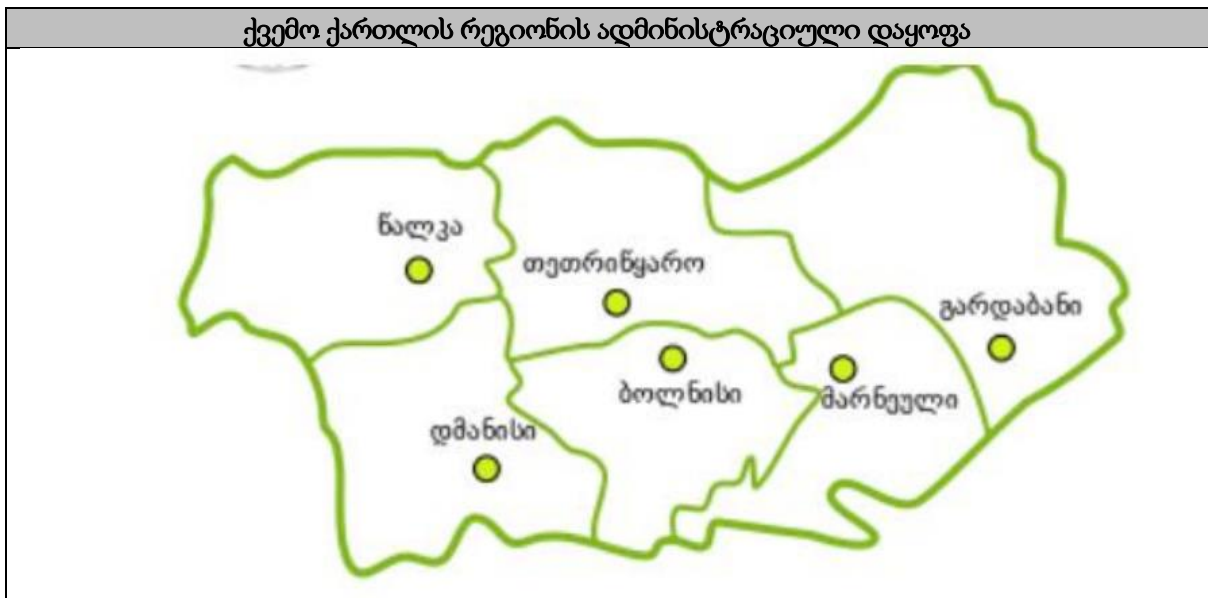 ქვემო ქართლის რეგიონის ადმინისტრაციული დაყოფა
წალკა
თეთრიწყარო
გარდაბანი
ბოლნისი
მარნეული
დმანისი